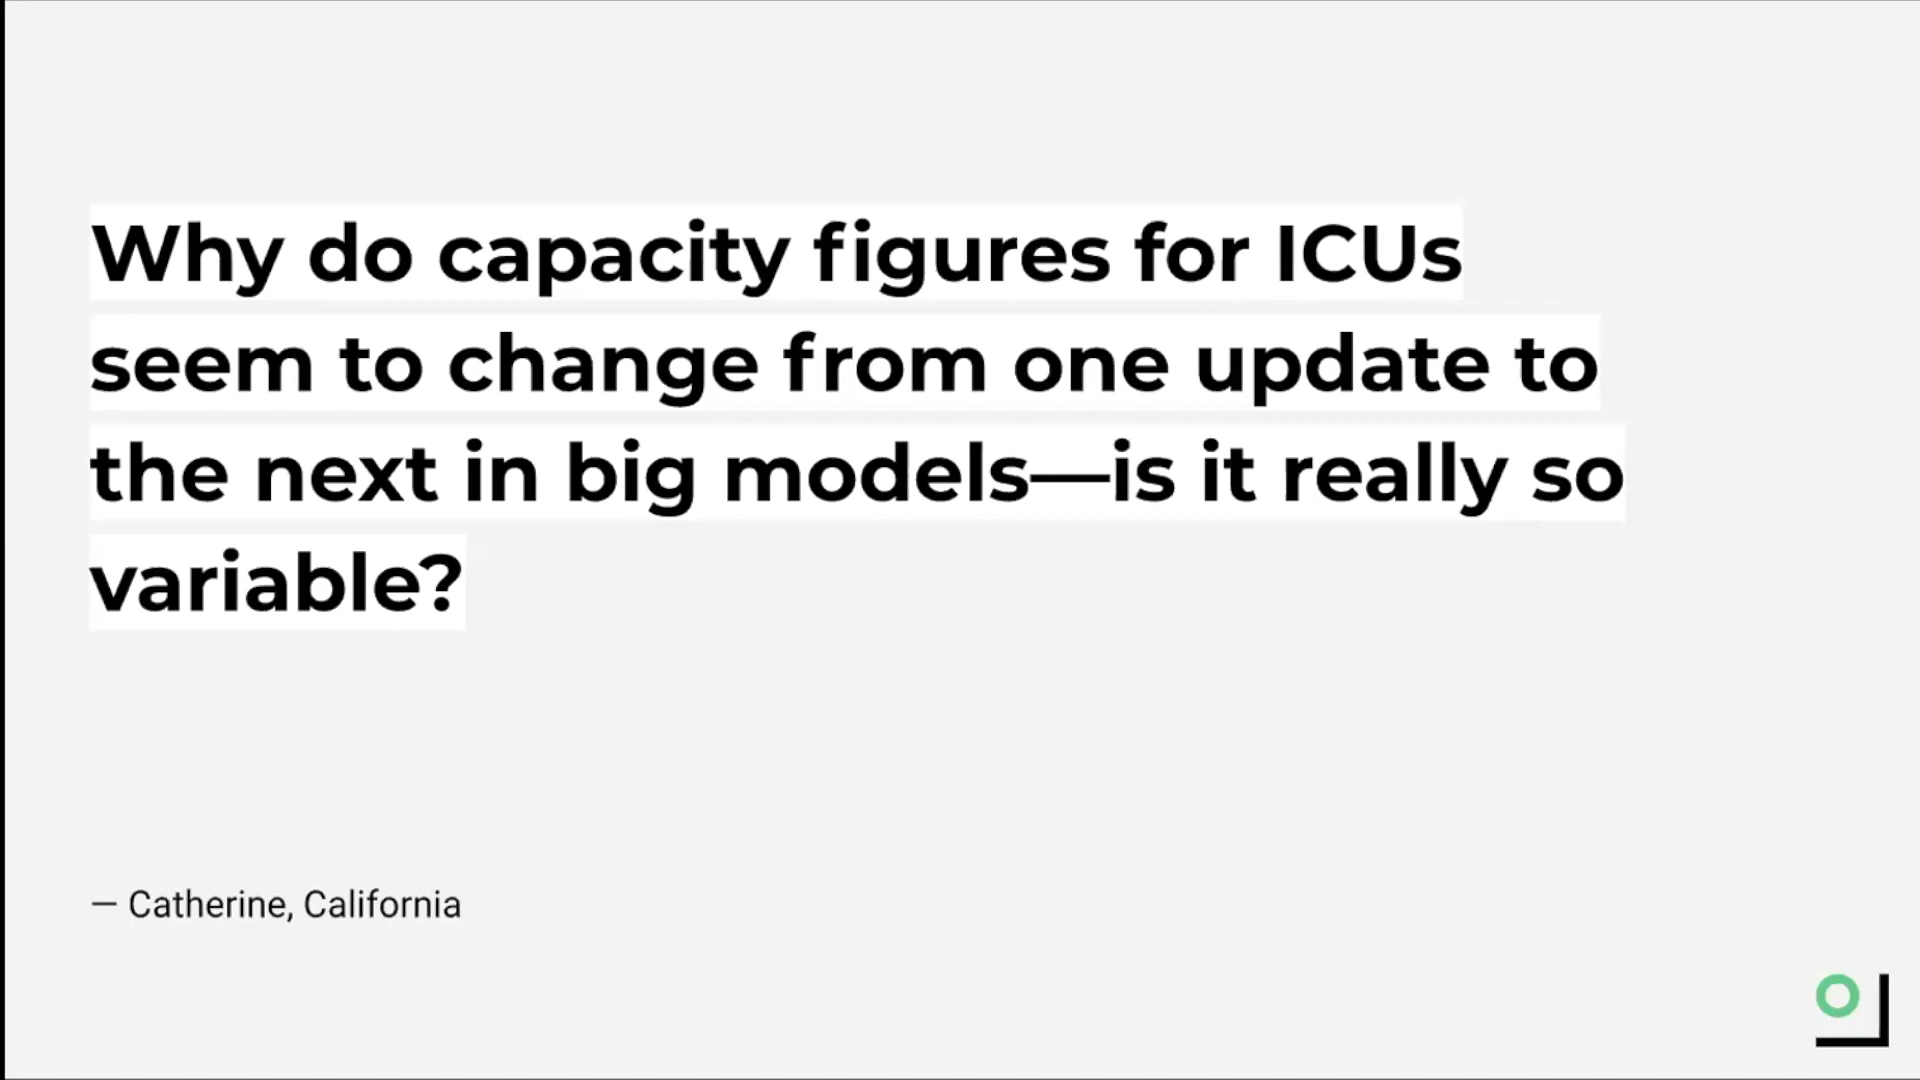 Why do capacity figures for ICUs
seem to change from one update to
the next in big models—is it really so
variable?
— Catherine, California